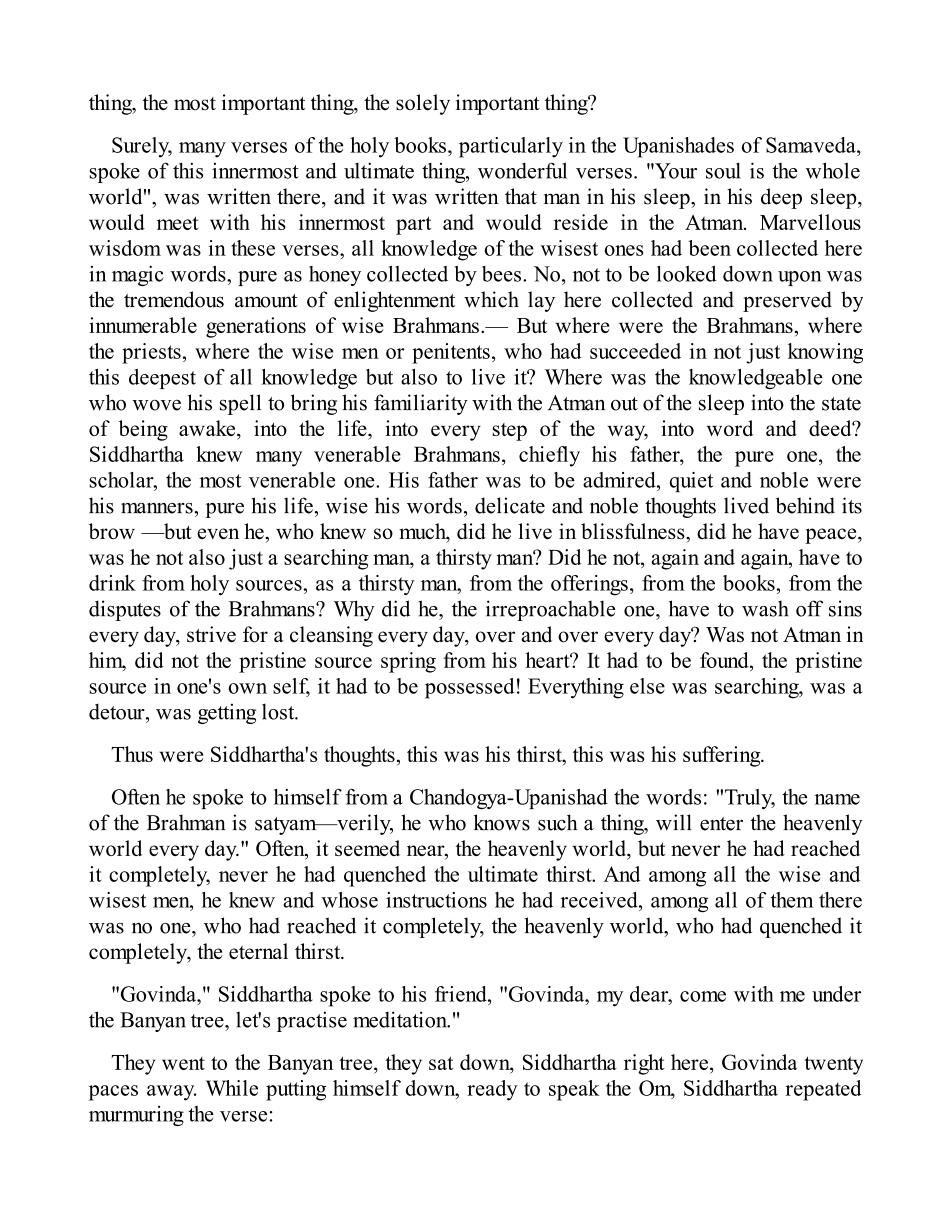 thing, the most important thing, the solely important thing?
Surely, many verses of the holy books, particularly in the Upanishades of Samaveda,
spoke of this innermost and ultimate thing, wonderful verses. "Your soul is the whole
world", was written there, and it was written that man in his sleep, in his deep sleep,
would meet with his innermost part and would reside in the Atman. Marvellous
wisdom was in these verses, all knowledge of the wisest ones had been collected here
in magic words, pure as honey collected by bees. No, not to be looked down upon was
the tremendous amount of enlightenment which lay here collected and preserved by
innumerable generations of wise Brahmans.— But where were the Brahmans, where
the priests, where the wise men or penitents, who had succeeded in not just knowing
this deepest of all knowledge but also to live it? Where was the knowledgeable one
who wove his spell to bring his familiarity with the Atman out of the sleep into the state
of being awake, into the life, into every step of the way, into word and deed?
Siddhartha knew many venerable Brahmans, chiefly his father, the pure one, the
scholar, the most venerable one. His father was to be admired, quiet and noble were
his manners, pure his life, wise his words, delicate and noble thoughts lived behind its
brow —but even he, who knew so much, did he live in blissfulness, did he have peace,
was he not also just a searching man, a thirsty man? Did he not, again and again, have to
drink from holy sources, as a thirsty man, from the offerings, from the books, from the
disputes of the Brahmans? Why did he, the irreproachable one, have to wash off sins
every day, strive for a cleansing every day, over and over every day? Was not Atman in
him, did not the pristine source spring from his heart? It had to be found, the pristine
source in one's own self, it had to be possessed! Everything else was searching, was a
detour, was getting lost.
Thus were Siddhartha's thoughts, this was his thirst, this was his suffering.
Often he spoke to himself from a Chandogya-Upanishad the words: "Truly, the name
of the Brahman is satyam—verily, he who knows such a thing, will enter the heavenly
world every day." Often, it seemed near, the heavenly world, but never he had reached
it completely, never he had quenched the ultimate thirst. And among all the wise and
wisest men, he knew and whose instructions he had received, among all of them there
was no one, who had reached it completely, the heavenly world, who had quenched it
completely, the eternal thirst.
"Govinda," Siddhartha spoke to his friend, "Govinda, my dear, come with me under
the Banyan tree, let's practise meditation."
They went to the Banyan tree, they sat down, Siddhartha right here, Govinda twenty
paces away. While putting himself down, ready to speak the Om, Siddhartha repeated
murmuring the verse: